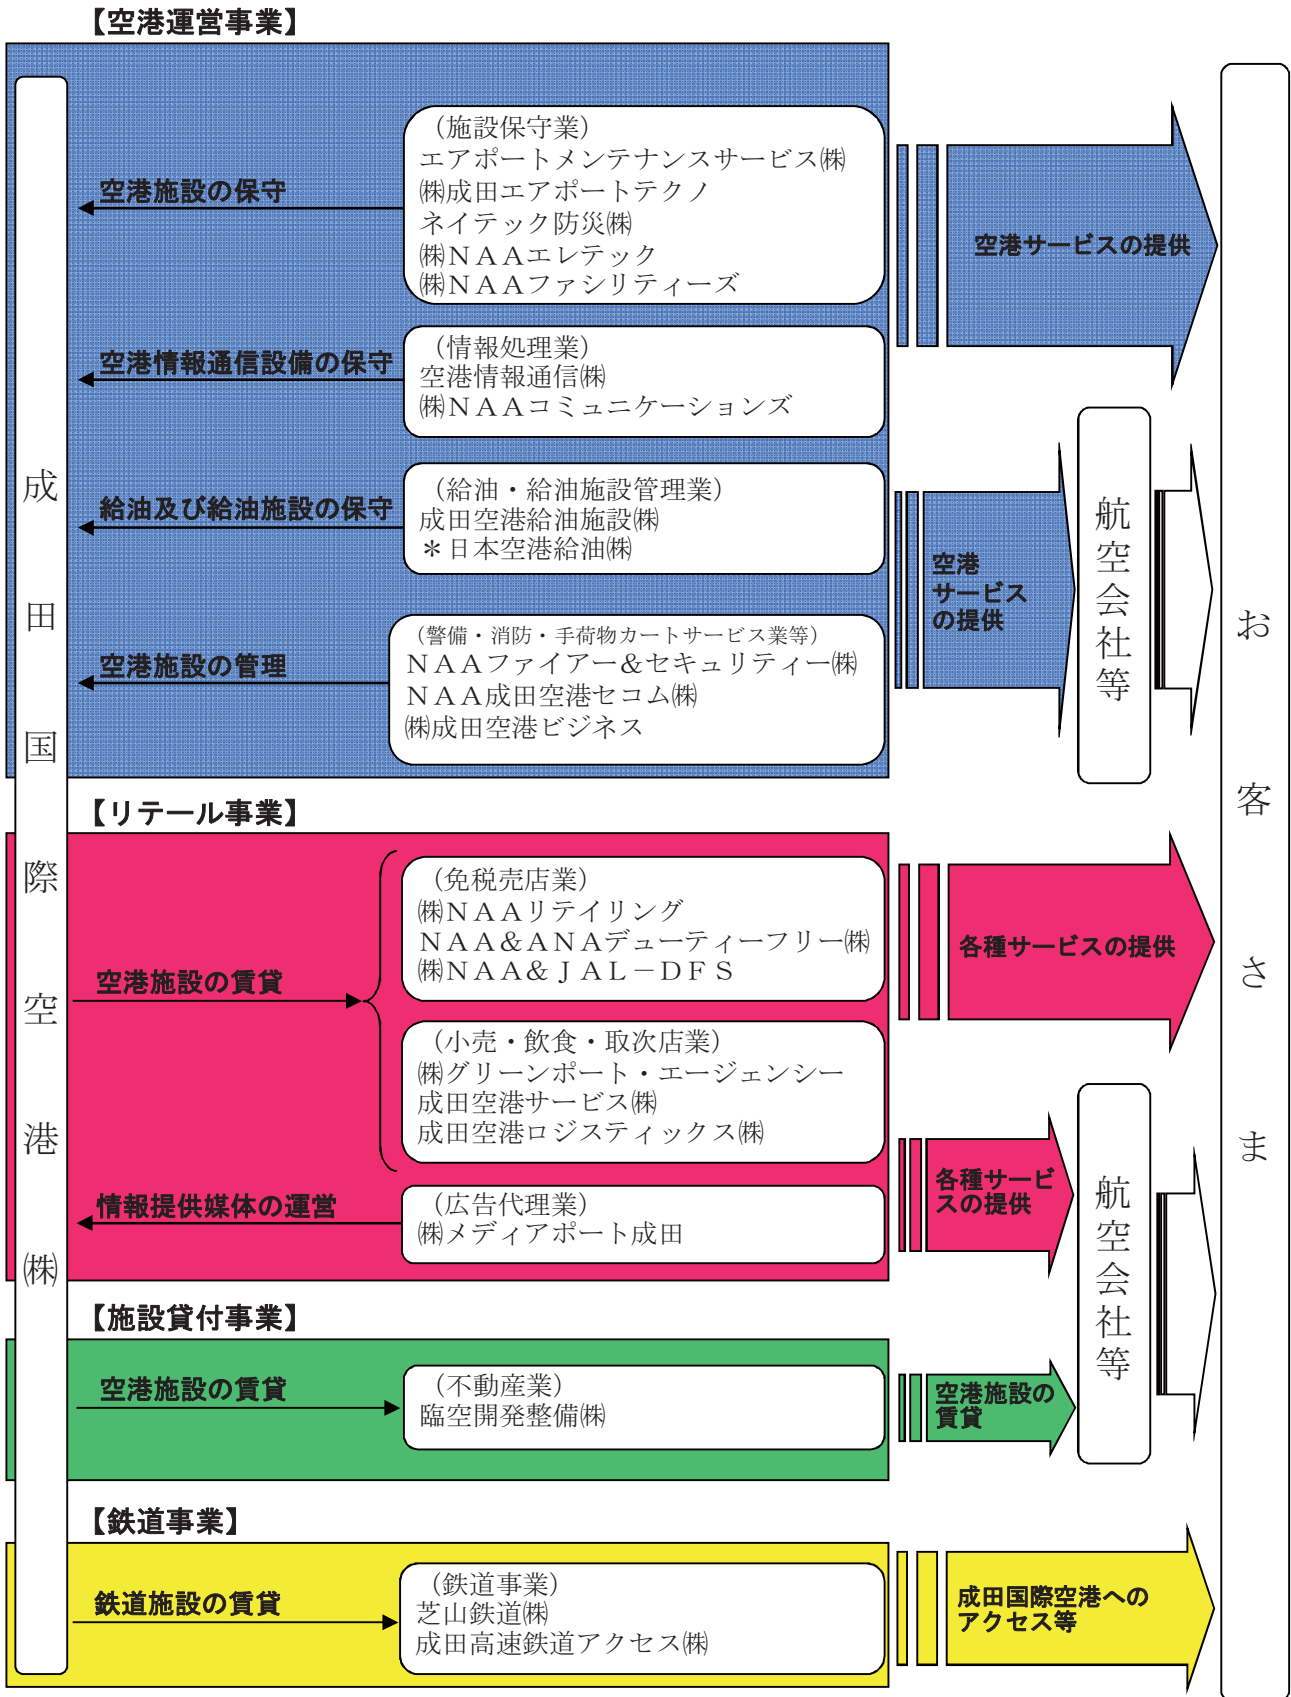 【空港運営事業】
成田国際空港㈱
空港施設の保守
（施設保守業）
エアポートメンテナンスサービス㈱
㈱成田エアポートテクノ
ネイテック防災㈱
㈱ＮＡＡエレテック
㈱ＮＡＡファシリティーズ
空港サービスの提供
空港情報通信設備の保守
（情報処理業）
空港情報通信㈱
㈱ＮＡＡコミュニケーションズ
給油及び給油施設の保守
（給油・給油施設管理業）
成田空港給油施設㈱
＊日本空港給油㈱
空港
サービス
の提供
航空会社等
お客さま
空港施設の管理
（警備・消防・手荷物カートサービス業等）
ＮＡＡファイアー＆セキュリティー㈱
ＮＡＡ成田空港セコム㈱
㈱成田空港ビジネス
【リテール事業】
空港施設の賃貸
（免税売店業）
㈱ＮＡＡリテイリング
ＮＡＡ＆ＡＮＡデューティーフリー㈱
㈱ＮＡＡ＆ＪＡＬ－ＤＦＳ
各種サービスの提供
（小売・飲食・取次店業）
㈱グリーンポート・エージェンシー
成田空港サービス㈱
成田空港ロジスティックス㈱
情報提供媒体の運営
（広告代理業）
㈱メディアポート成田
各種サービ
スの提供
航空会社等
【施設貸付事業】
空港施設の賃貸
（不動産業）
臨空開発整備㈱
空港施設の
賃貸
【鉄道事業】
鉄道施設の賃貸
（鉄道事業）
芝山鉄道㈱
成田高速鉄道アクセス㈱
成田国際空港への
アクセス等